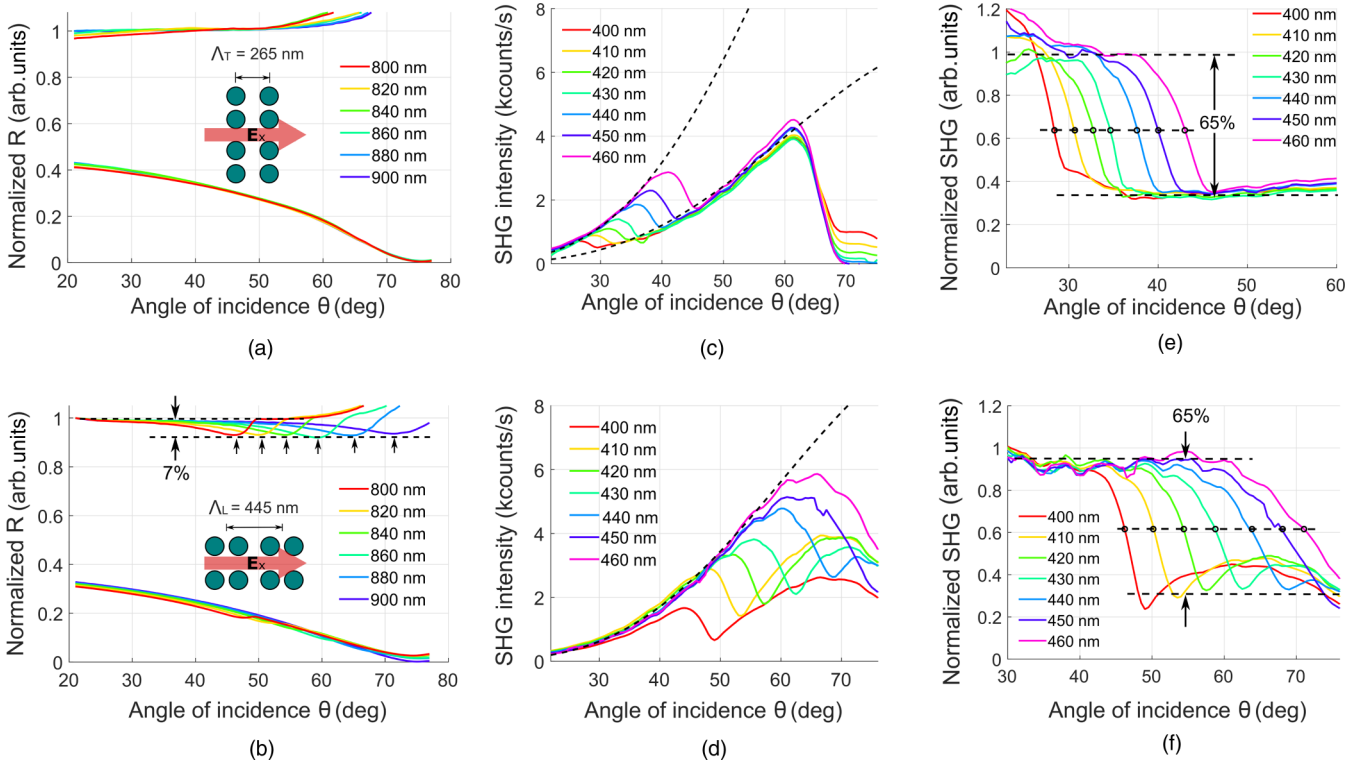 Normalized R (arb.units)
1
0.8
0.6
0.4
0.2
0
20 30 40 50 60 70 80
Angle of incidence θ (deg)
Λ_T = 265 nm
E_x
800 nm
820 nm
840 nm
860 nm
880 nm
900 nm
(a)
SHG intensity (kcounts/s)
8
6
4
2
0
30 40 50 60 70
Angle of incidence θ (deg)
400 nm
410 nm
420 nm
430 nm
440 nm
450 nm
460 nm
(c)
Normalized SHG (arb.units)
1.2
1
0.8
0.6
0.4
0.2
0
30 40 50 60
Angle of incidence θ (deg)
65%
400 nm
410 nm
420 nm
430 nm
440 nm
450 nm
460 nm
(e)
Normalized R (arb.units)
1
0.8
0.6
0.4
0.2
0
20 30 40 50 60 70 80
Angle of incidence θ (deg)
7%
Λ_L = 445 nm
E_x
800 nm
820 nm
840 nm
860 nm
880 nm
900 nm
(b)
SHG intensity (kcounts/s)
8
6
4
2
0
30 40 50 60 70
Angle of incidence θ (deg)
400 nm
410 nm
420 nm
430 nm
440 nm
450 nm
460 nm
(d)
Normalized SHG (arb.units)
1.2
0.9
0.6
0.3
0
30 40 50 60 70
Angle of incidence θ (deg)
65%
400 nm
410 nm
420 nm
430 nm
440 nm
450 nm
460 nm
(f)